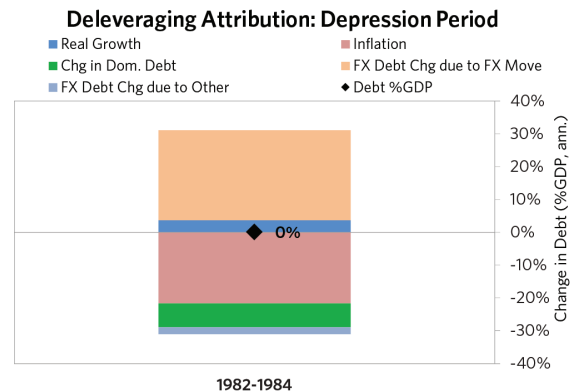 Deleveraging Attribution: Depression Period
Real Growth
Inflation
Chg in Dom. Debt
FX Debt Chg due to FX Move
FX Debt Chg due to Other
Debt %GDP
40%
30%
20%
10%
0%
-10%
-20%
-30%
-40%
Change in Debt (%GDP, ann.)
0%
1982-1984